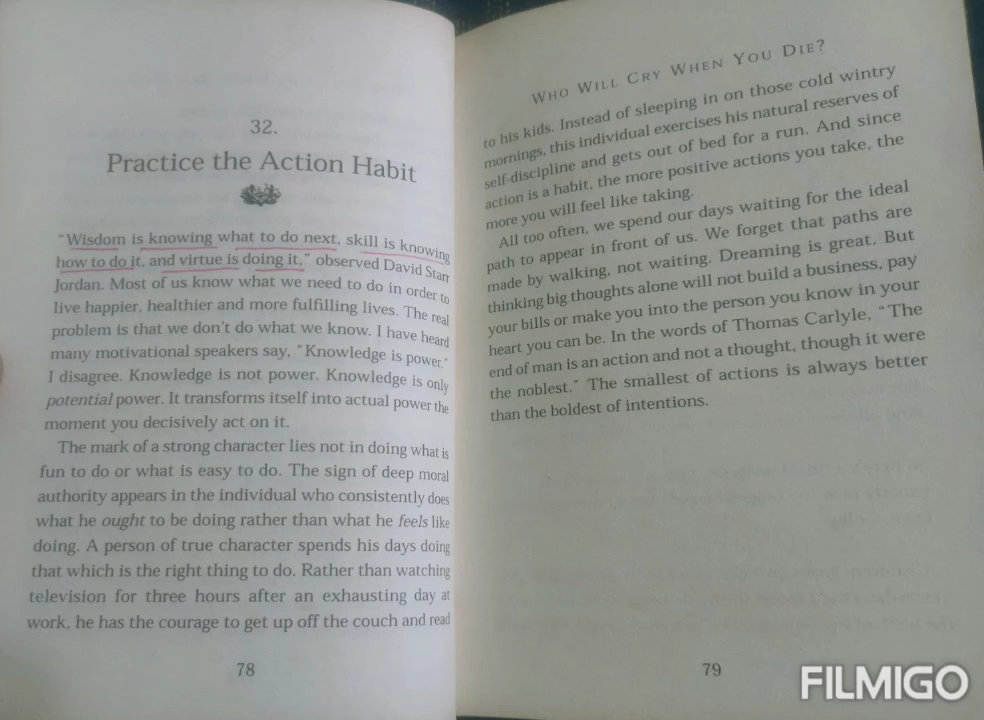 32.
Practice the Action Habit
“Wisdom is knowing what to do next, skill is knowing
how to do it, and virtue is doing it,” observed David Starr
Jordan. Most of us know what we need to do in order to
live happier, healthier and more fulfilling lives. The real
problem is that we don't do what we know. I have heard
many motivational speakers say, “Knowledge is power.”
I disagree. Knowledge is not power. Knowledge is only
potential power. It transforms itself into actual power the
moment you decisively act on it.
The mark of a strong character lies not in doing what is
fun to do or what is easy to do. The sign of deep moral
authority appears in the individual who consistently does
what he ought to be doing rather than what he feels like
doing. A person of true character spends his days doing
that which is the right thing to do. Rather than watching
television for three hours after an exhausting day at
work, he has the courage to get up off the couch and read
78
WHO WILL CRY WHEN YOU DIE?
to his kids. Instead of sleeping in on those cold wintry
mornings, this individual exercises his natural reserves of
self-discipline and gets out of bed for a run. And since
action is a habit, the more positive actions you take, the
more you will feel like taking.
All too often, we spend our days waiting for the ideal
path to appear in front of us. We forget that paths are
made by walking, not waiting. Dreaming is great. But
thinking big thoughts alone will not build a business, pay
your bills or make you into the person you know in your
heart you can be. In the words of Thomas Carlyle, “The
end of man is an action and not a thought, though it were
the noblest.” The smallest of actions is always better
than the boldest of intentions.
79
FILMIGO